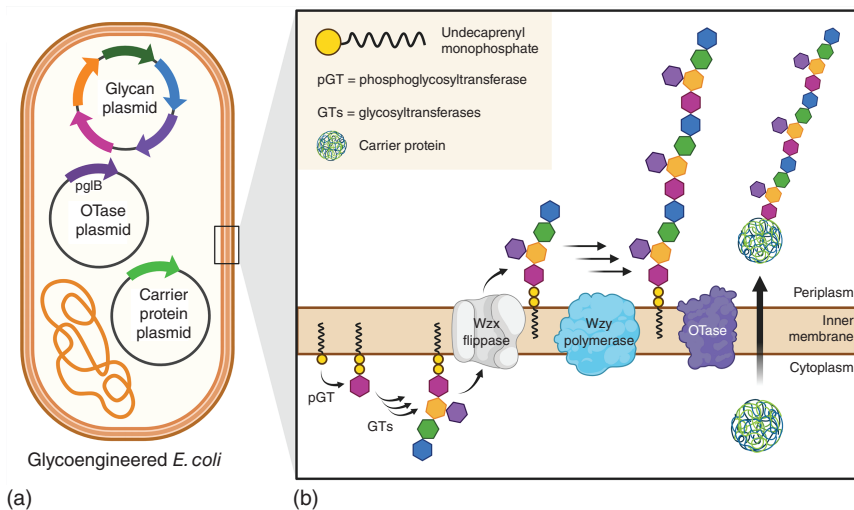 Glycan
plasmid
pglB
OTase
plasmid
Carrier
protein
plasmid
Glycoengineered E. coli
(a)
Undecaprenyl
monophosphate
pGT = phosphoglycosyltransferase
GTs = glycosyltransferases
Carrier protein
Wzx
flippase
Wzy
polymerase
OTase
Periplasm
Inner
membrane
Cytoplasm
pGT
GTs
(b)